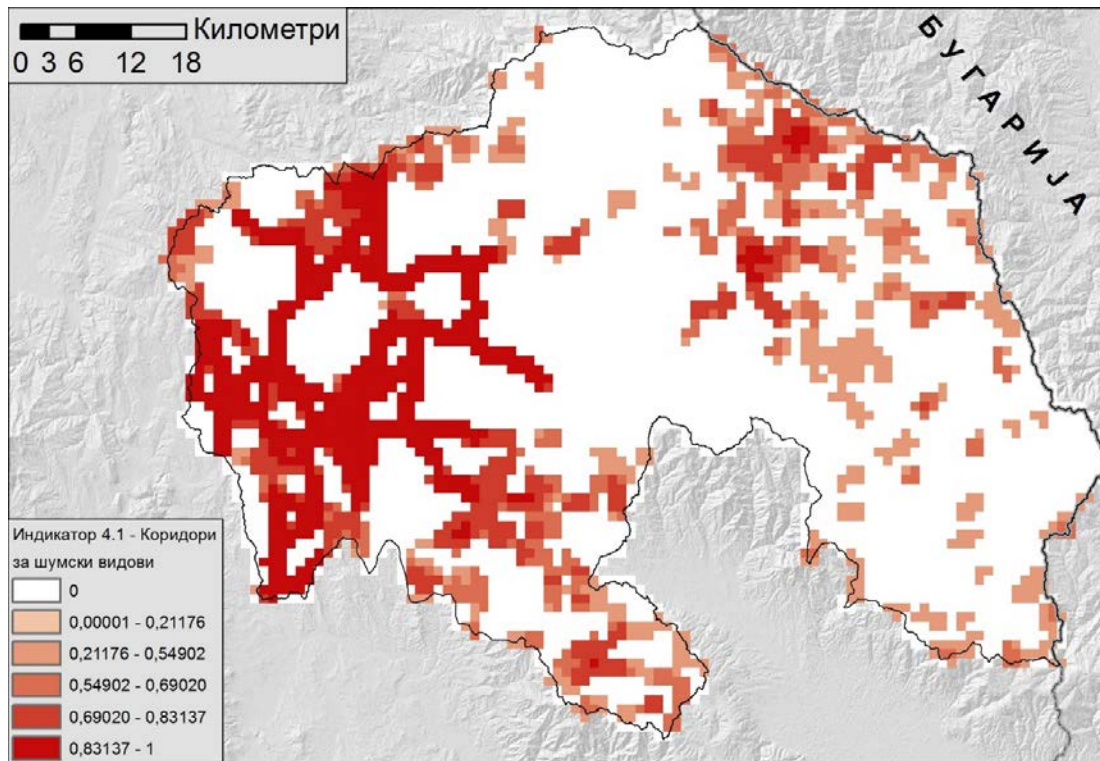 Километри
0 3 6 12 18
БУГАРИЈА
Индикатор 4.1 - Коридори
за шумски видови
0
0,00001 - 0,21176
0,21176 - 0,54902
0,54902 - 0,69020
0,69020 - 0,83137
0,83137 - 1